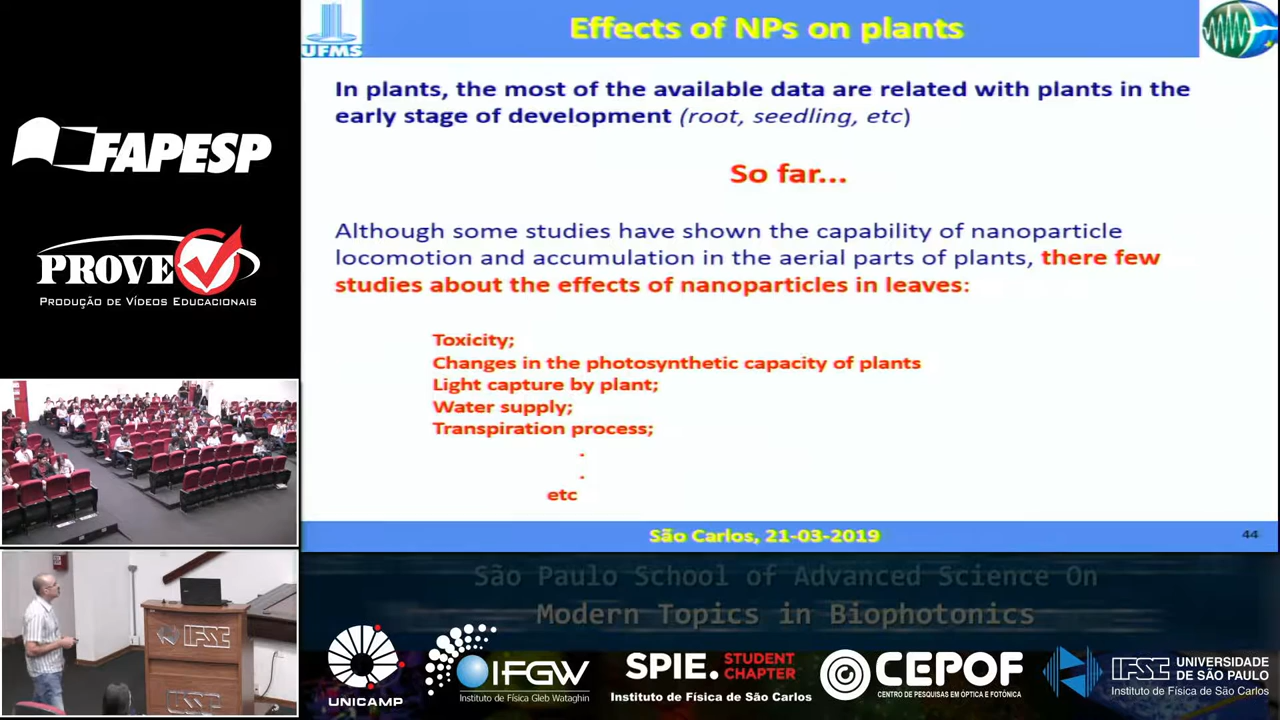 UFMS
Effects of NPs on plants
In plants, the most of the available data are related with plants in the
early stage of development (root, seedling, etc)
So far...
Although some studies have shown the capability of nanoparticle
locomotion and accumulation in the aerial parts of plants, there few
studies about the effects of nanoparticles in leaves:
Toxicity;
Changes in the photosynthetic capacity of plants
Light capture by plant;
Water supply;
Transpiration process;
.
.
etc
São Carlos, 21-03-2019
44
FAPESP
PROVE
PRODUÇÃO DE VÍDEOS EDUCACIONAIS
IFSC
IFSC
São Paulo School of Advanced Science On
Modern Topics in Biophotonics
UNICAMP
IFGW
Instituto de Física Gleb Wataghin
SPIE. STUDENT
CHAPTER
Instituto de Física de São Carlos
CEPOF
CENTRO DE PESQUISAS EM ÓPTICA E FOTÔNICA
IFSC UNIVERSIDADE
DE SÃO PAULO
Instituto de Física de São Carlos